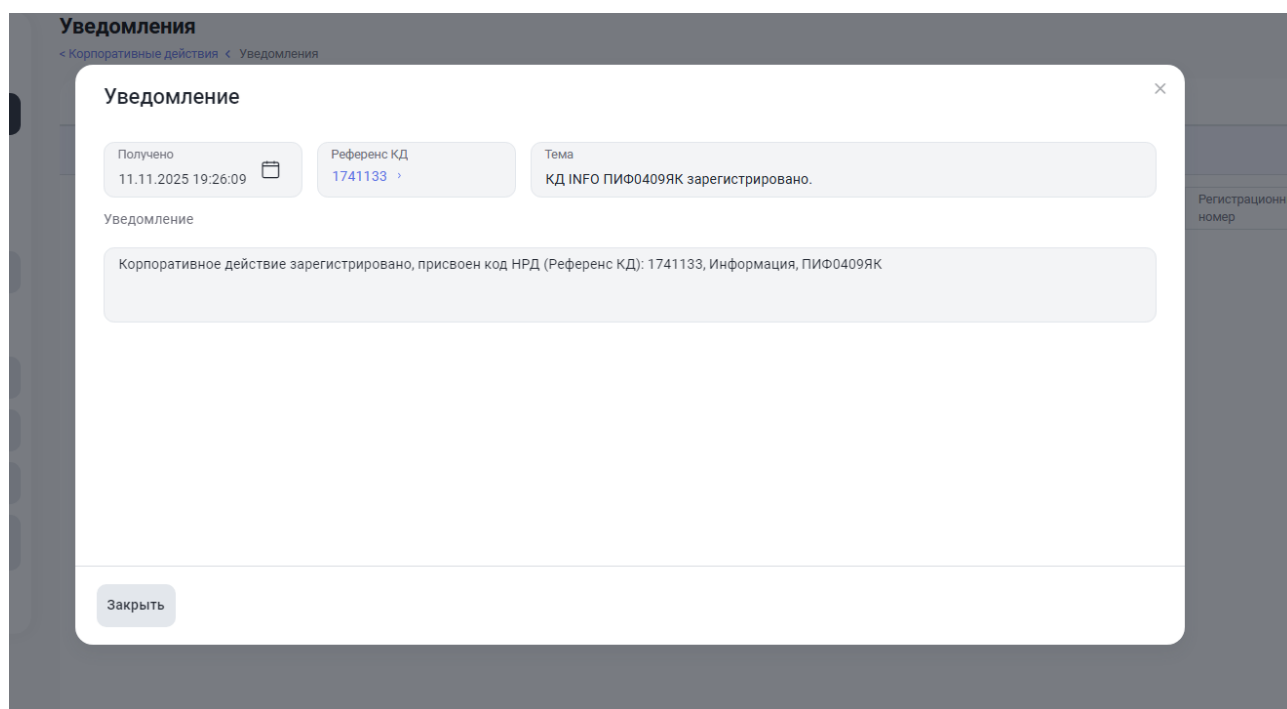 Уведомления
< Корпоративные действия < Уведомления
Уведомление
×
Получено
11.11.2025 19:26:09
Референс КД
1741133 ›
Тема
КД INFO ПИФ0409ЯК зарегистрировано.
Регистрационн
номер
Уведомление
Корпоративное действие зарегистрировано, присвоен код НРД (Референс КД): 1741133, Информация, ПИФ0409ЯК
Закрыть